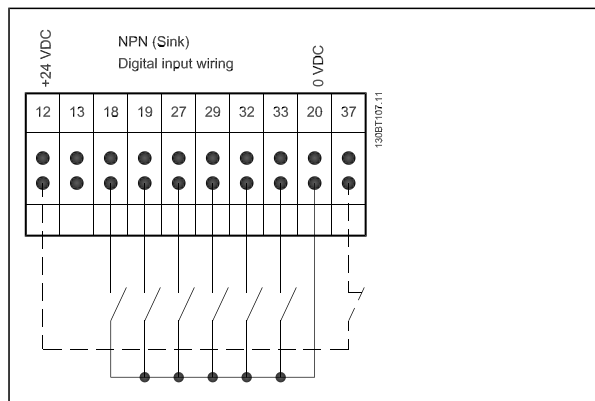 +24 VDC
NPN (Sink)
Digital input wiring
0 VDC
12 13 18 19 27 29 32 33 20 37
130BT107.11